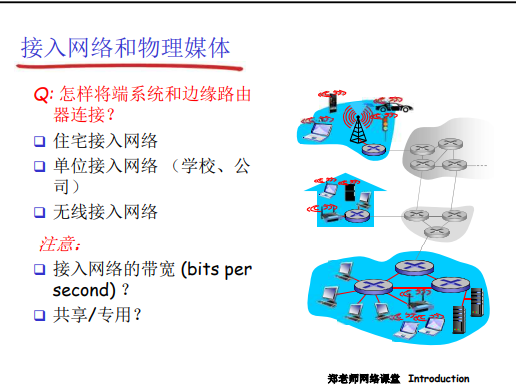 接入网络和物理媒体
Q: 怎样将端系统和边缘路由
器连接？
住宅接入网络
单位接入网络 （学校、公
司）
无线接入网络
注意：
接入网络的带宽 (bits per
second) ？
共享/专用？
郑老师网络课堂 Introduction